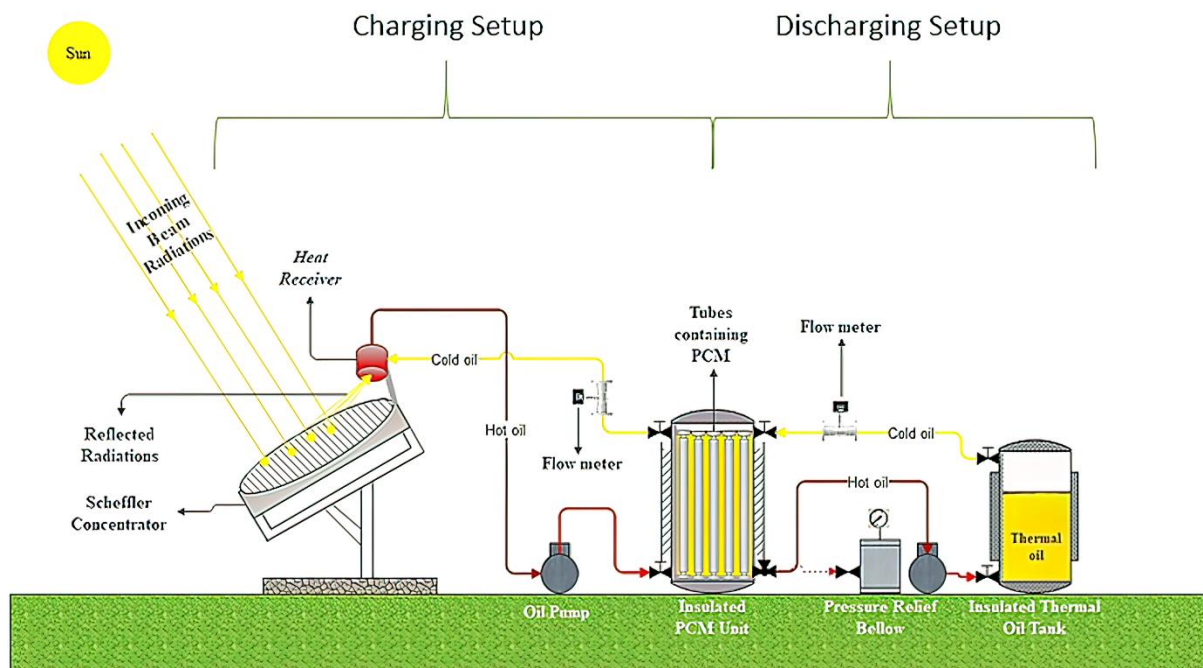 Charging Setup
Discharging Setup
Sun
Incoming
Beam
Radiations
Heat
Receiver
Tubes
containing
PCM
Flow meter
Cold oil
Reflected
Radiations
Hot oil
Flow meter
Cold oil
Scheffler
Concentrator
Hot oil
Thermal
oil
Oil Pump
Insulated
PCM Unit
Pressure Relief
Bellow
Insulated Thermal
Oil Tank